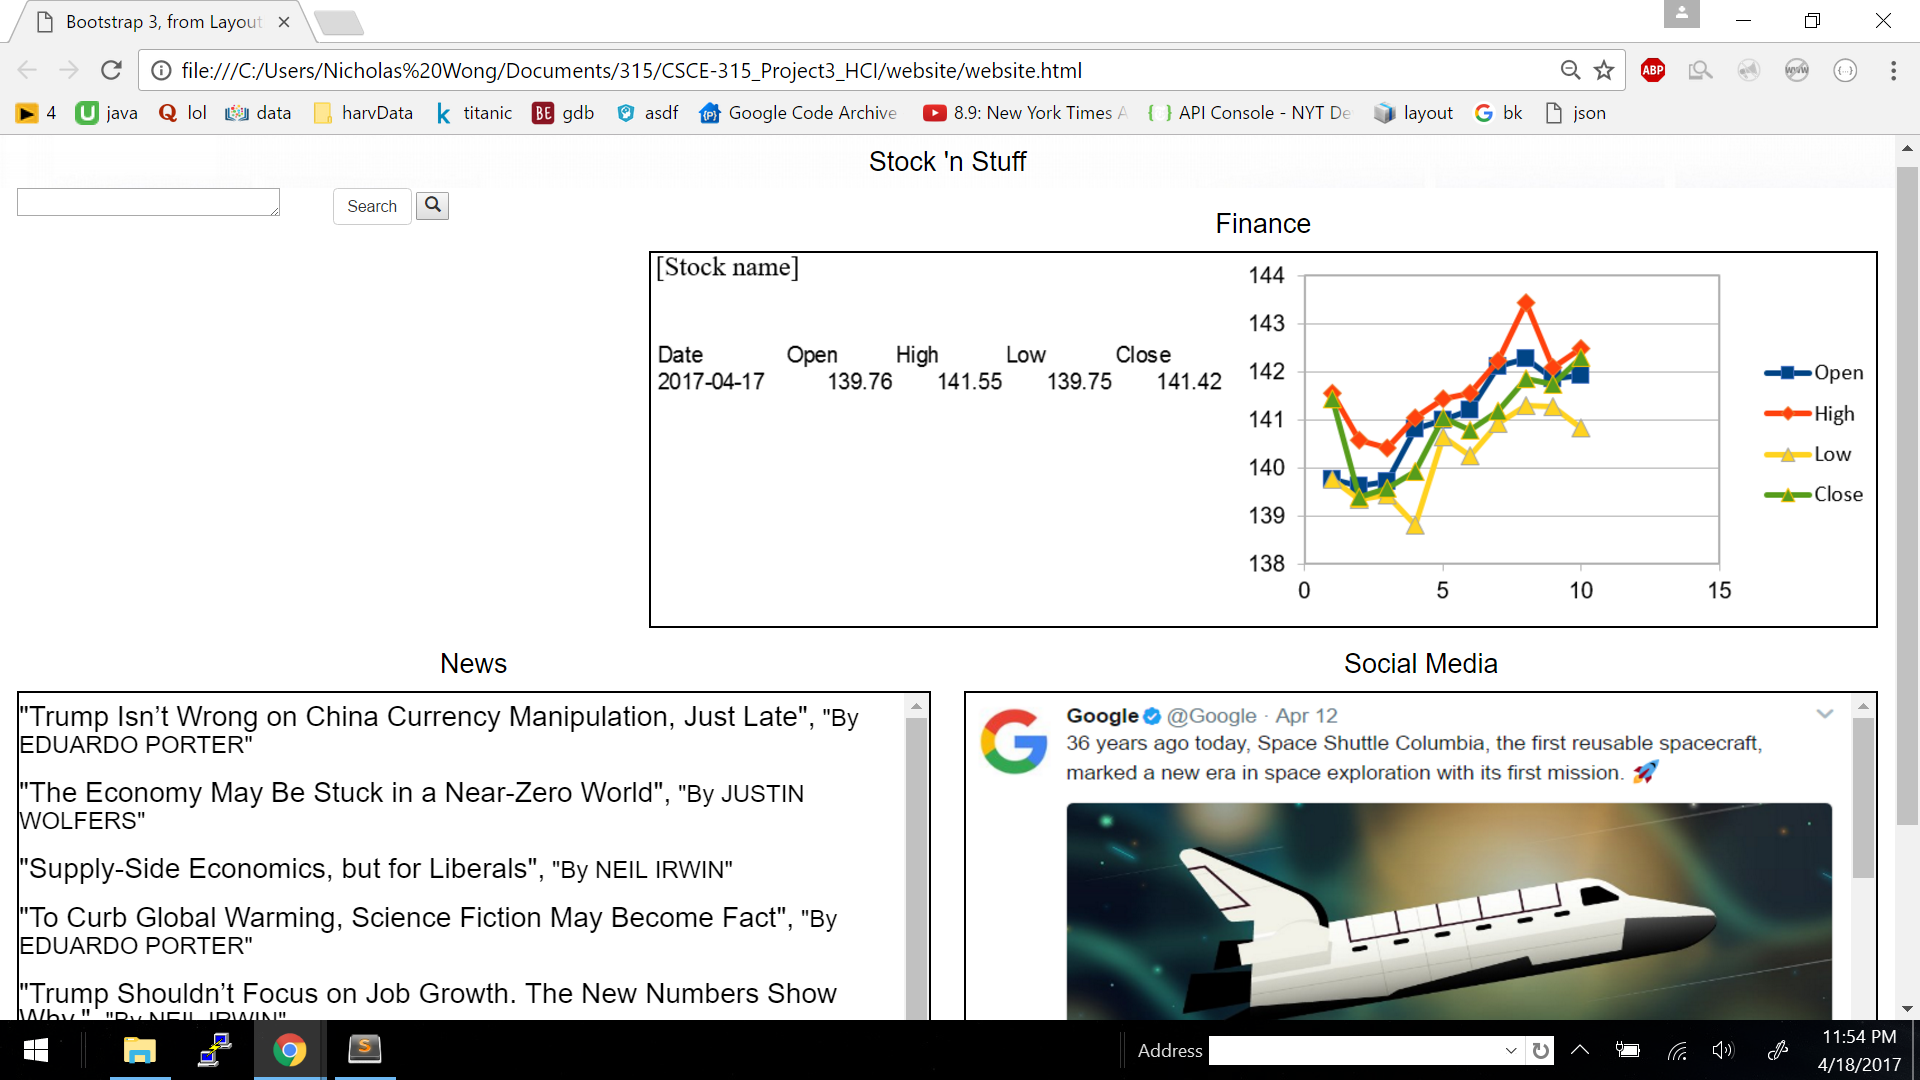 Bootstrap 3, from Layout
file:///C:/Users/Nicholas%20Wong/Documents/315/CSCE-315_Project3_HCI/website/website.html
ABP
4
java
lol
data
harvData
k titanic
BE gdb
asdf
Google Code Archive
8.9: New York Times A
API Console - NYT De
layout
bk
json
Stock 'n Stuff
Search
Finance
[Stock name]
Date Open High Low Close
2017-04-17 139.76 141.55 139.75 141.42
144
143
142
141
140
139
138
0 5 10 15
Open
High
Low
Close
News
"Trump Isn’t Wrong on China Currency Manipulation, Just Late", "By
EDUARDO PORTER"
"The Economy May Be Stuck in a Near-Zero World", "By JUSTIN
WOLFERS"
"Supply-Side Economics, but for Liberals", "By NEIL IRWIN"
"To Curb Global Warming, Science Fiction May Become Fact", "By
EDUARDO PORTER"
"Trump Shouldn’t Focus on Job Growth. The New Numbers Show
Why.", "By NEIL IRWIN"
Social Media
Google @Google · Apr 12
36 years ago today, Space Shuttle Columbia, the first reusable spacecraft,
marked a new era in space exploration with its first mission.
Address
11:54 PM
4/18/2017